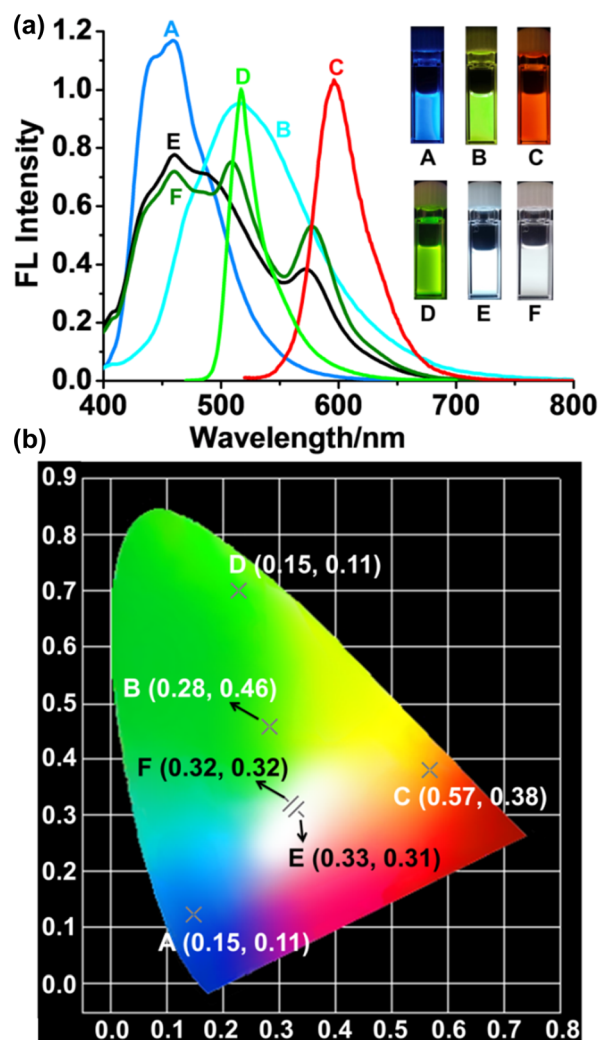 (a)
1.2
1.0
0.8
0.6
0.4
0.2
0.0
FL Intensity
A
D
C
B
E
F
A B C
D E F
400 500 600 700 800
Wavelength/nm
(b)
0.9
0.8
0.7
0.6
0.5
0.4
0.3
0.2
0.1
0.0
D (0.15, 0.11)
B (0.28, 0.46)
F (0.32, 0.32)
C (0.57, 0.38)
E (0.33, 0.31)
A (0.15, 0.11)
0.0 0.1 0.2 0.3 0.4 0.5 0.6 0.7 0.8